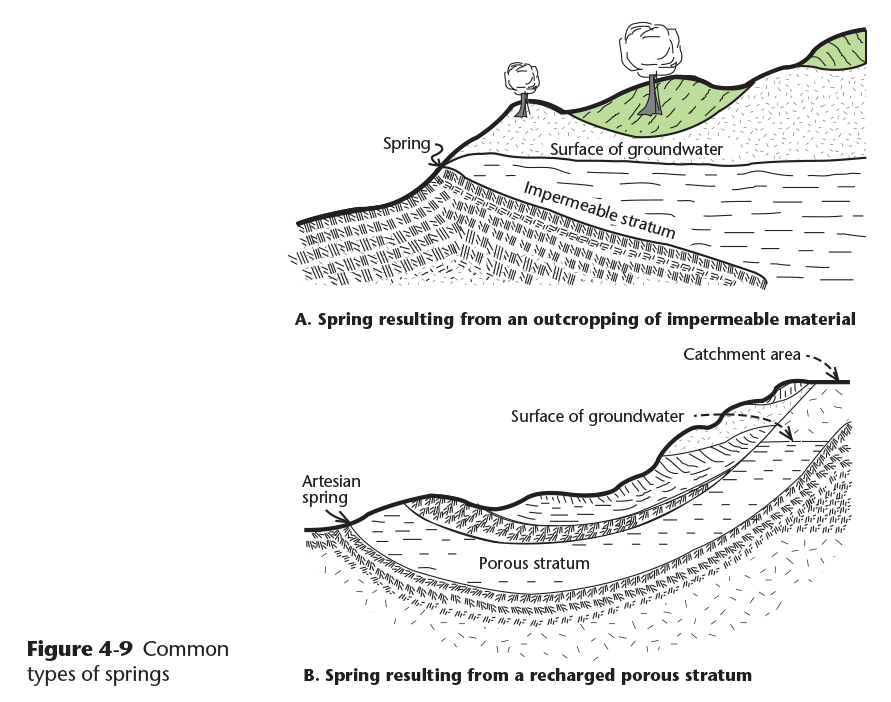 Spring
Surface of groundwater
Impermeable stratum
A. Spring resulting from an outcropping of impermeable material
Catchment area
Surface of groundwater
Artesian
spring
Porous stratum
Figure 4-9 Common
types of springs
B. Spring resulting from a recharged porous stratum